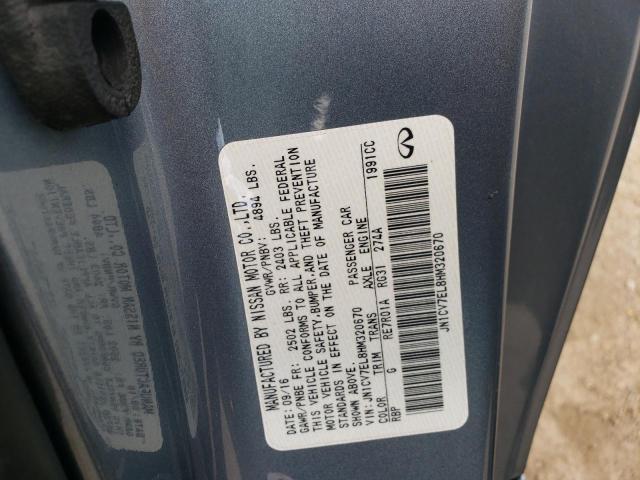 MANUFACTURED BY NISSAN MOTOR CO.,LTD.
DATE: 09/16 GVWR/PNBV: 4894 LBS.
GAWR/PNBE FR: 2502 LBS. RR: 2403 LBS.
THIS VEHICLE CONFORMS TO ALL APPLICABLE FEDERAL
MOTOR VEHICLE SAFETY,BUMPER,AND THEFT PREVENTION
STANDARDS IN EFFECT ON THE DATE OF MANUFACTURE
SHOWN ABOVE.
VIN: JN1CV7EL8HM320670 PASSENGER CAR
COLOR TRIM TRANS AXLE ENGINE
RBP G RE7R01A RG31 274A 1991CC
JN1CV7EL8HM320670